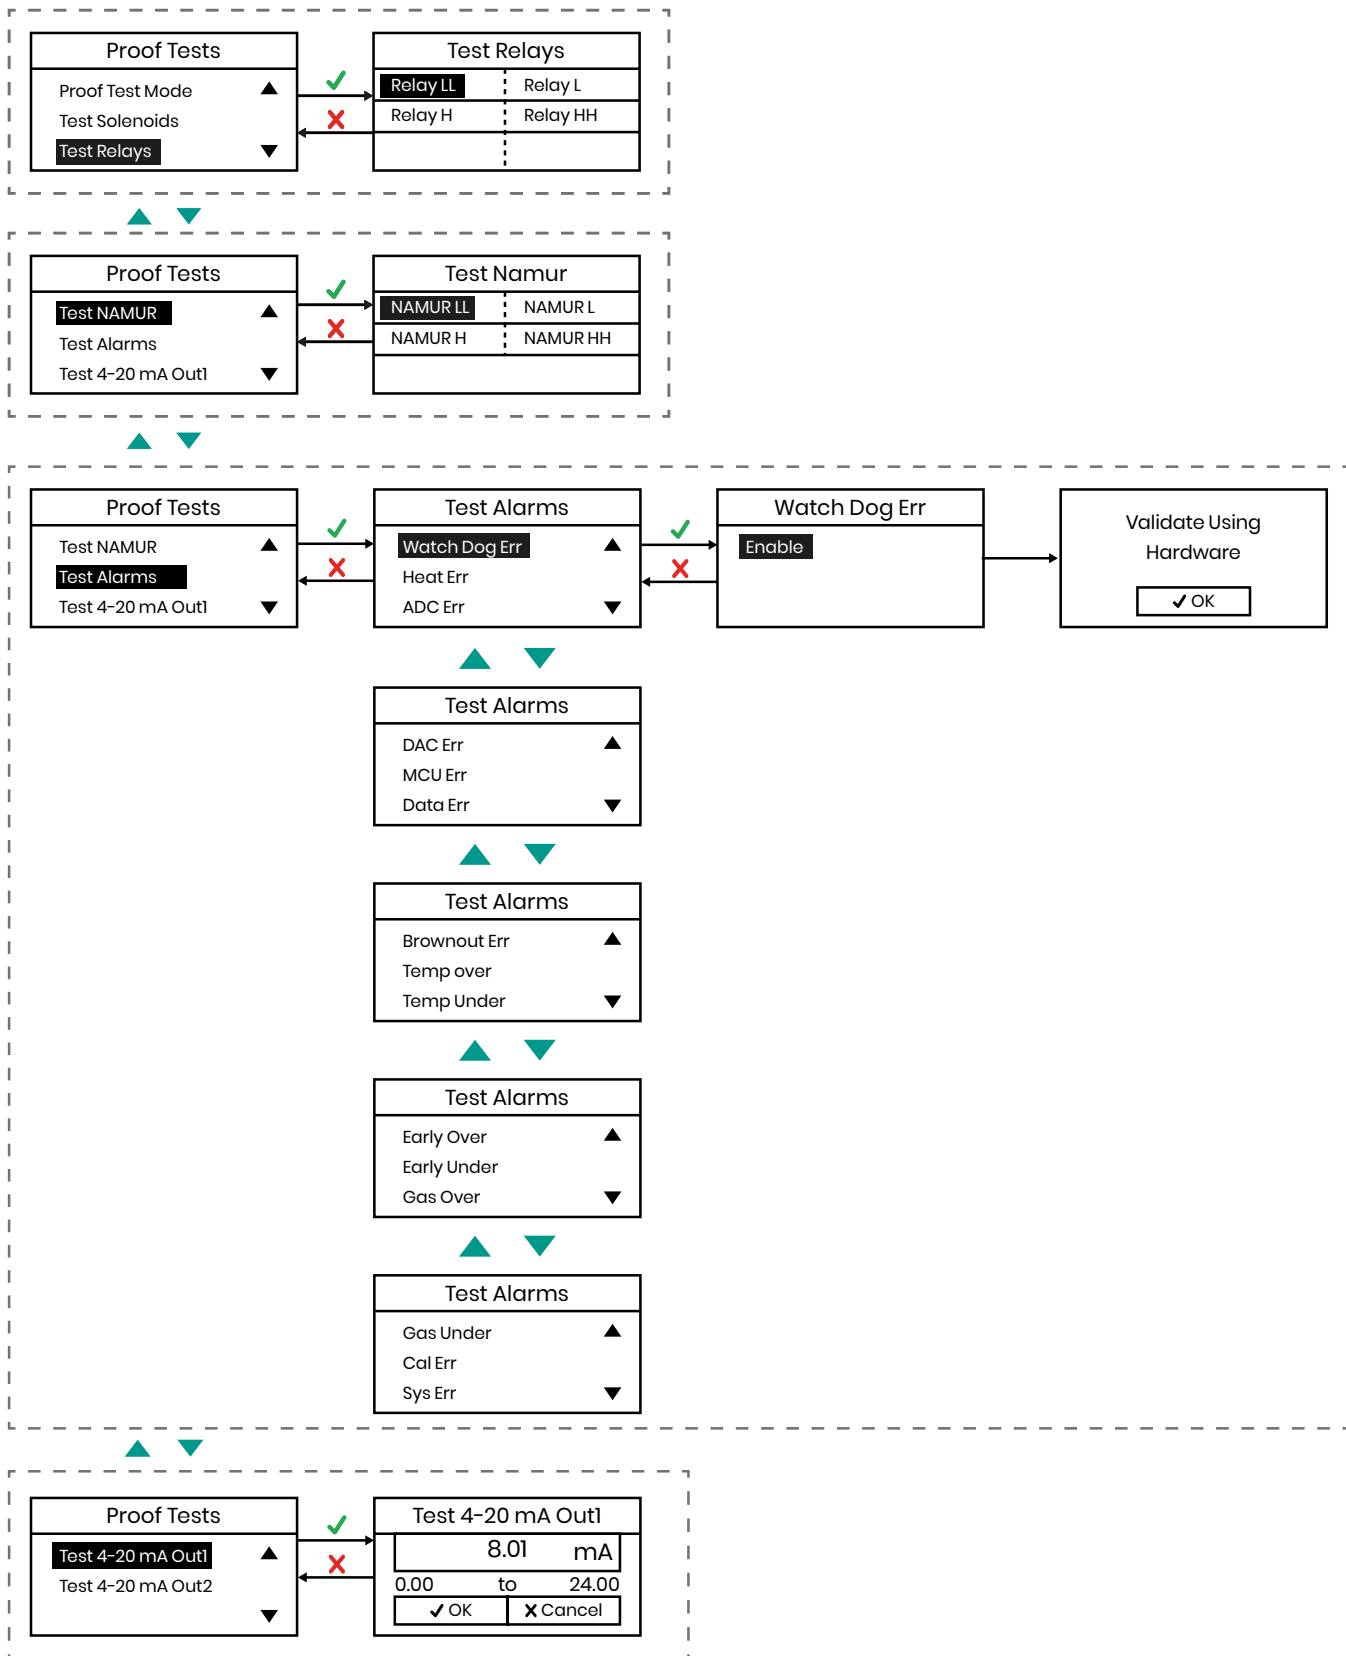 Proof Tests
Proof Test Mode
Test Solenoids
Test Relays
Test Relays
Relay LL Relay L
Relay H Relay HH
Proof Tests
Test NAMUR
Test Alarms
Test 4-20 mA Out1
Test Namur
NAMUR LL NAMUR L
NAMUR H NAMUR HH
Proof Tests
Test NAMUR
Test Alarms
Test 4-20 mA Out1
Test Alarms
Watch Dog Err
Heat Err
ADC Err
Watch Dog Err
Enable
Validate Using
Hardware
OK
Test Alarms
DAC Err
MCU Err
Data Err
Test Alarms
Brownout Err
Temp over
Temp Under
Test Alarms
Early Over
Early Under
Gas Over
Test Alarms
Gas Under
Cal Err
Sys Err
Proof Tests
Test 4-20 mA Out1
Test 4-20 mA Out2
Test 4-20 mA Out1
8.01 mA
0.00 to 24.00
OK Cancel